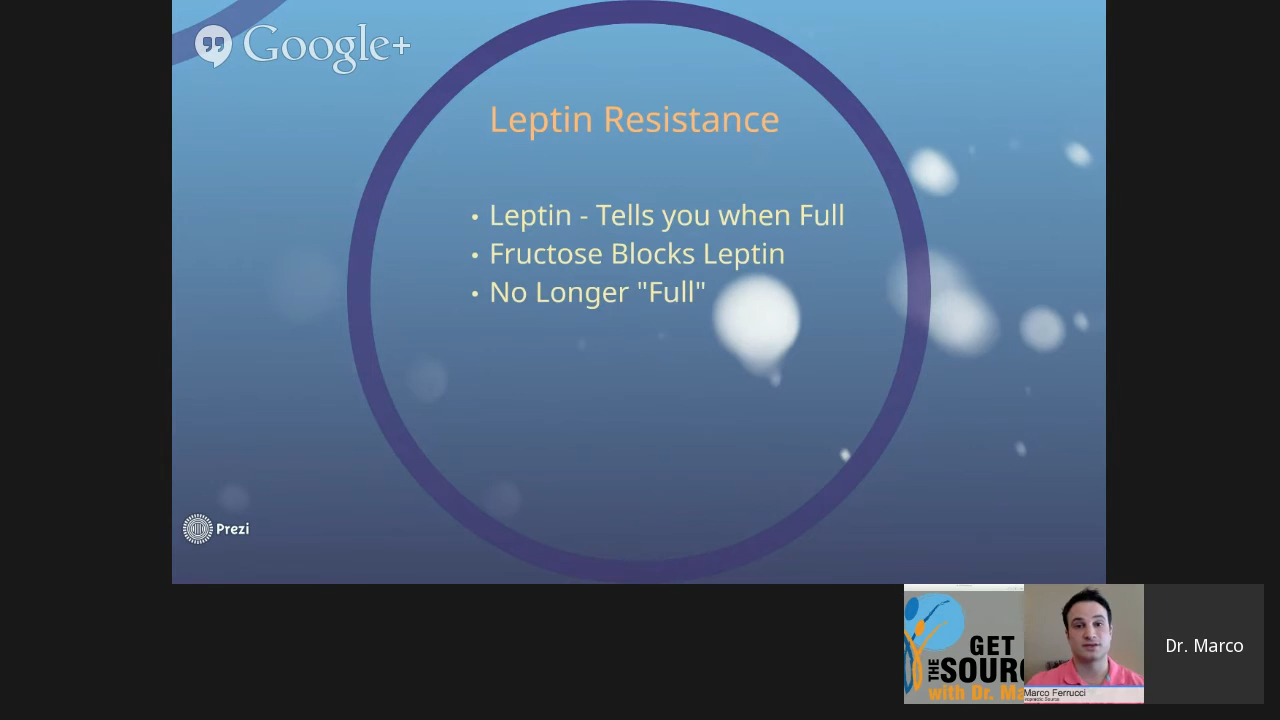 Google+
Leptin Resistance
• Leptin - Tells you when Full
• Fructose Blocks Leptin
• No Longer "Full"
Prezi
GET
THE
SOUR
with Dr. Ma
Marco Ferrucci
Dr. Marco